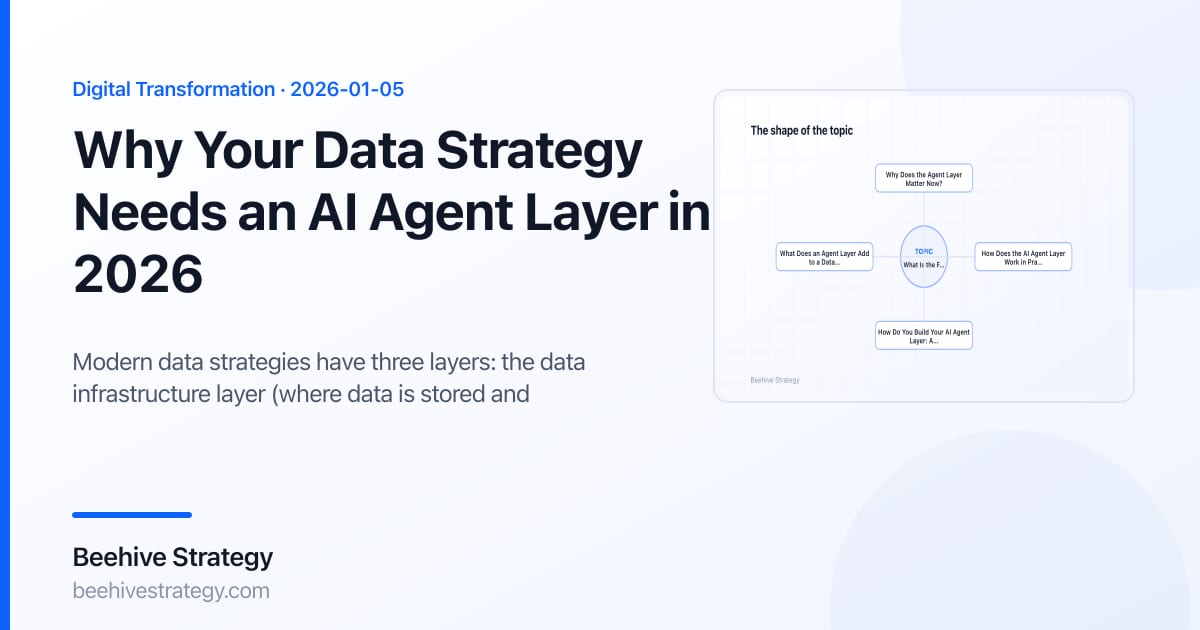 Digital Transformation · 2026-01-05
Why Your Data Strategy
Needs an AI Agent Layer in
2026
Modern data strategies have three layers: the data
infrastructure layer (where data is stored and
Beehive Strategy
beehivestrategy.com
The shape of the topic
Why Does the Agent Layer
Matter Now?
What Does an Agent Layer Add
to a Data...
TOPIC
What Is the F...
How Does the AI Agent Layer
Work in Pra...
How Do You Build Your AI Agent
Layer: A...
Beehive Strategy